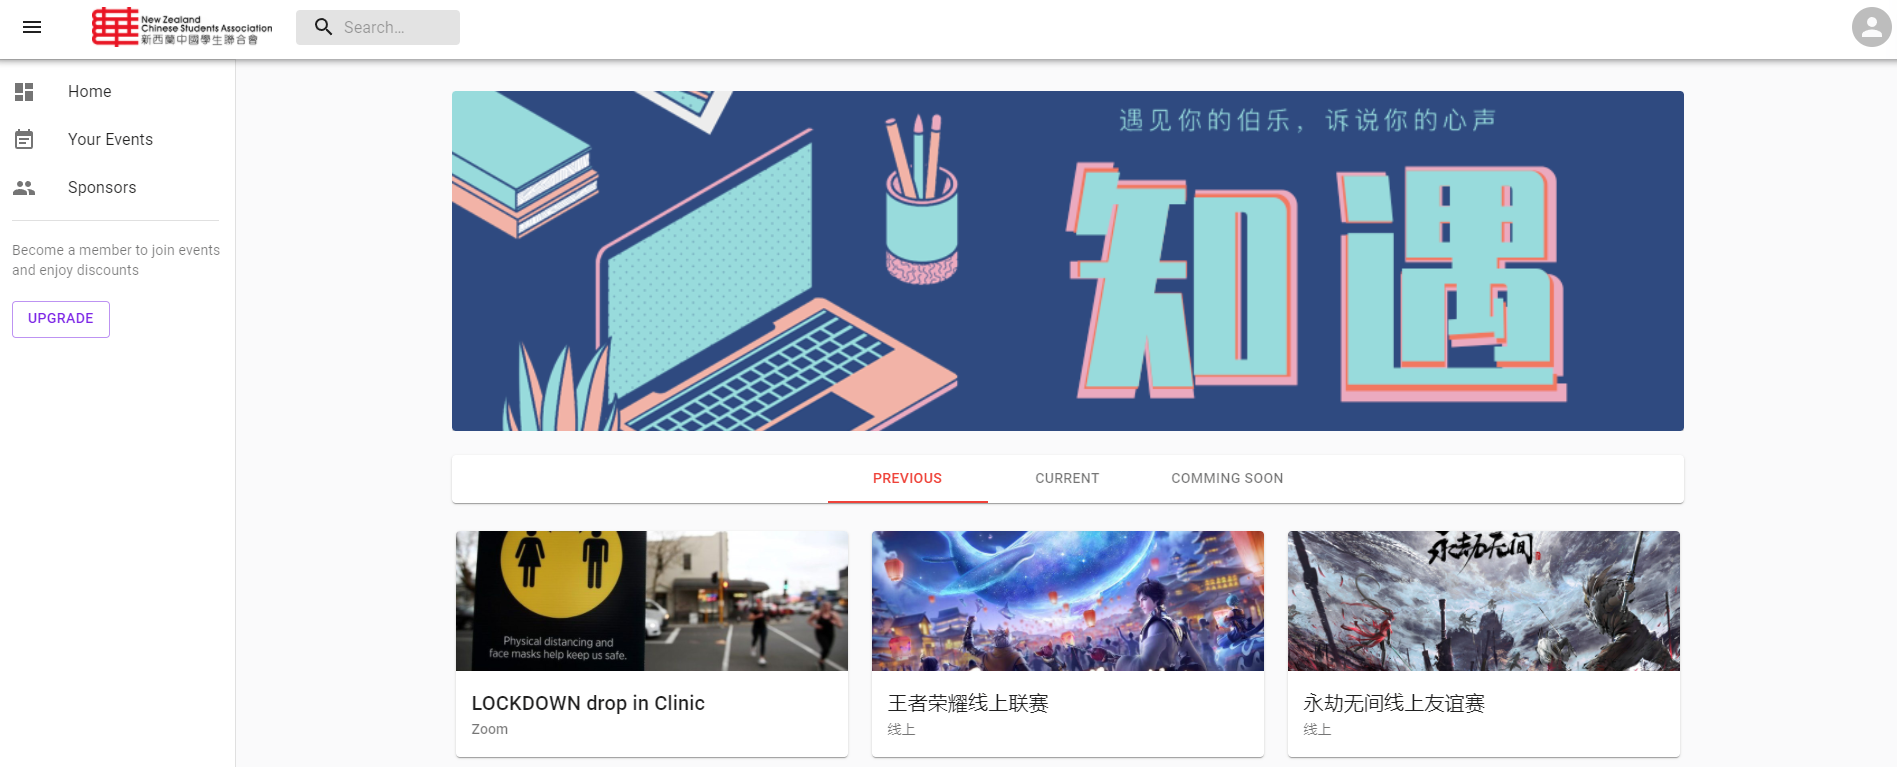 New Zealand
Chinese Students Association
新西蘭中國學生聯合會
Search…
Home
Your Events
Sponsors
Become a member to join events
and enjoy discounts
UPGRADE
遇见你的伯乐，诉说你的心声
知遇
PREVIOUS
CURRENT
COMMING SOON
Physical distancing and
face masks help keep us safe.
永劫无间
LOCKDOWN drop in Clinic
Zoom
王者荣耀线上联赛
线上
永劫无间线上友谊赛
线上